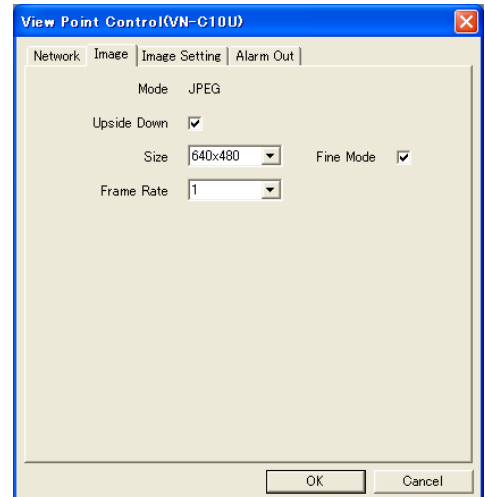 View Point Control(VN-C10U)
Network Image Image Setting Alarm Out
Mode JPEG
Upside Down
Size 640x480 Fine Mode
Frame Rate 1
OK Cancel